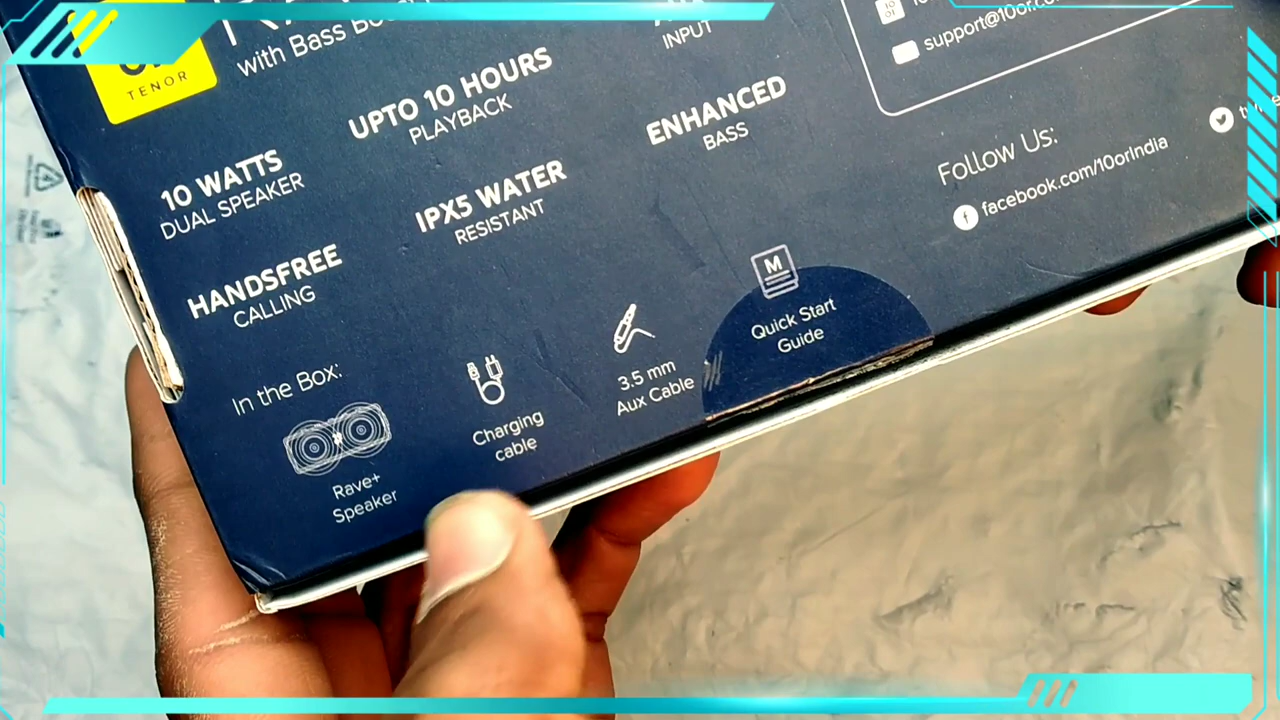 TENOR
with Bass
INPUT
UPTO 10 HOURS
PLAYBACK
ENHANCED
BASS
10 WATTS
DUAL SPEAKER
IPX5 WATER
RESISTANT
HANDSFREE
CALLING
support@10or.co
Follow Us:
facebook.com/10orIndia
In the Box:
Rave+
Speaker
Charging
cable
3.5 mm
Aux Cable
M
Quick Start
Guide